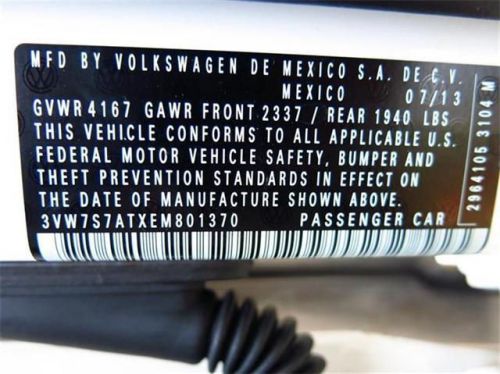 MFD BY VOLKSWAGEN DE MEXICO S.A. DE C.V.
MEXICO 07/13
GVWR 4167 GAWR FRONT 2337 / REAR 1940 LBS
THIS VEHICLE CONFORMS TO ALL APPLICABLE U.S.
FEDERAL MOTOR VEHICLE SAFETY, BUMPER AND
THEFT PREVENTION STANDARDS IN EFFECT ON
THE DATE OF MANUFACTURE SHOWN ABOVE.
3VW7S7ATXEM801370 PASSENGER CAR
2964105 3104 M